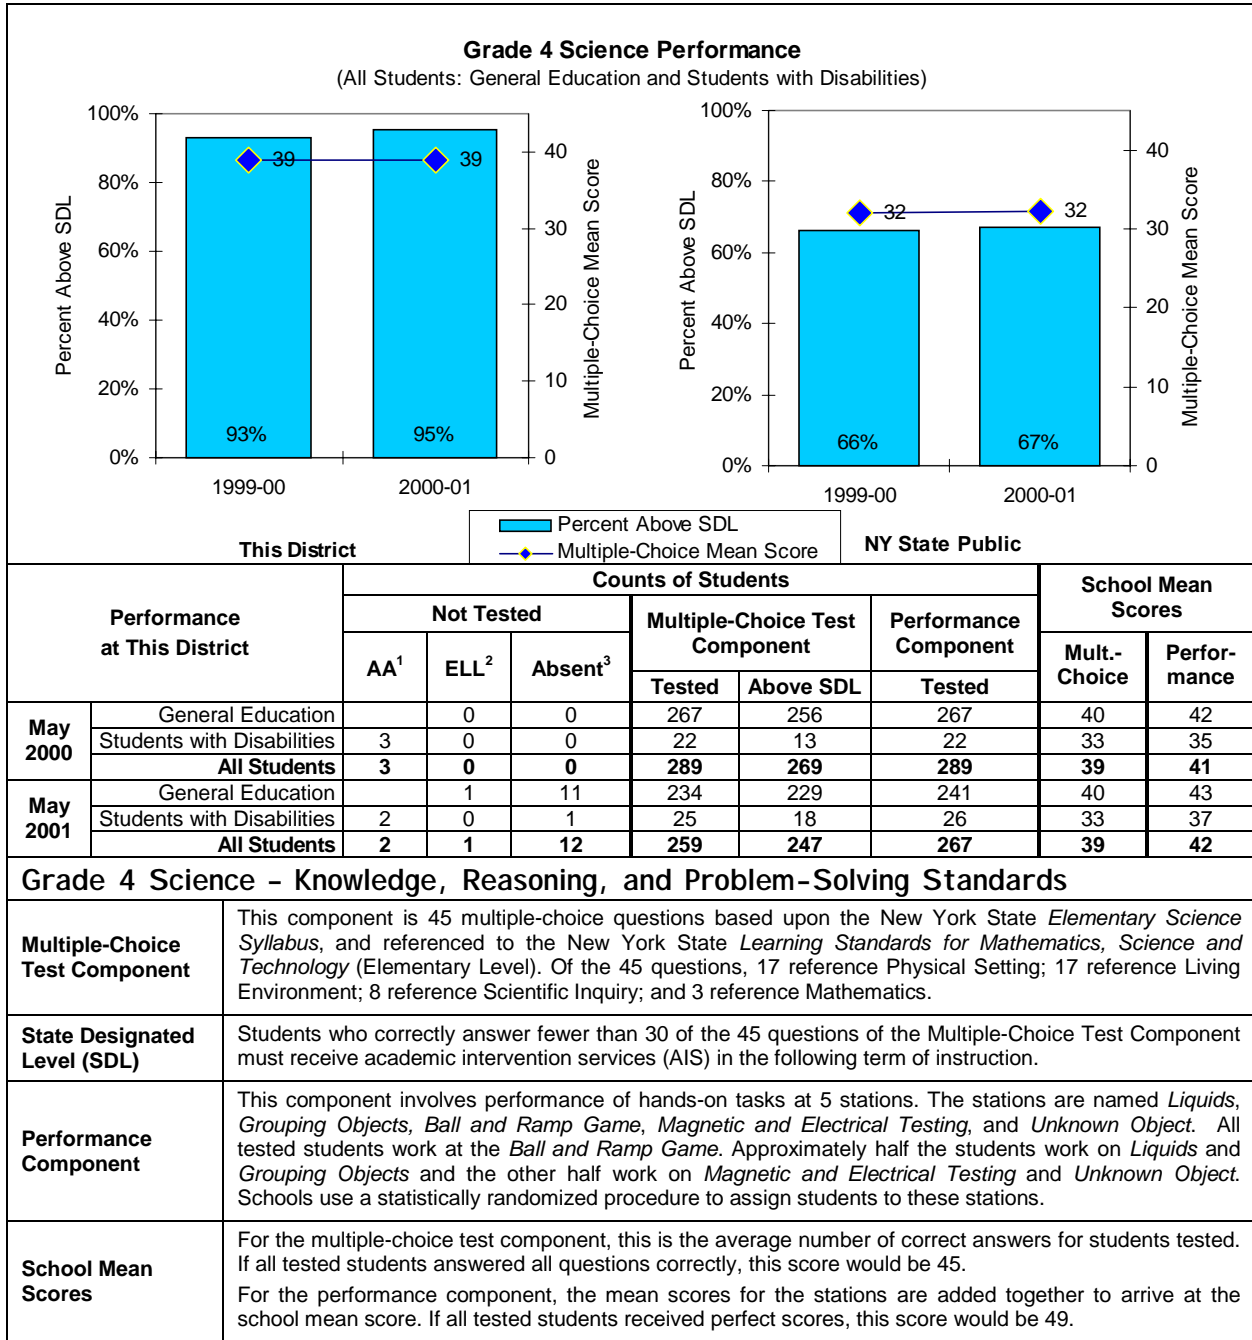 Grade 4 Science Performance
(All Students: General Education and Students with Disabilities)
100%
80%
60%
40%
20%
0%
Percent Above SDL
39
39
93%
95%
1999-00
2000-01
40
30
20
10
0
Multiple-Choice Mean Score
This District
100%
80%
60%
40%
20%
0%
Percent Above SDL
32
32
66%
67%
1999-00
2000-01
40
30
20
10
0
Multiple-Choice Mean Score
NY State Public
Percent Above SDL
Multiple-Choice Mean Score
Performance
at This District
Counts of Students
School Mean
Scores
Not Tested
Multiple-Choice Test
Component
Performance
Component
Mult.-
Choice
Perfor-
mance
AA1 ELL2 Absent3
Tested Above SDL Tested
May
2000
General Education 0 0 267 256 267 40 42
Students with Disabilities 3 0 0 22 13 22 33 35
All Students 3 0 0 289 269 289 39 41
May
2001
General Education 1 11 234 229 241 40 43
Students with Disabilities 2 0 1 25 18 26 33 37
All Students 2 1 12 259 247 267 39 42
Grade 4 Science – Knowledge, Reasoning, and Problem-Solving Standards
Multiple-Choice
Test Component
This component is 45 multiple-choice questions based upon the New York State Elementary Science
Syllabus, and referenced to the New York State Learning Standards for Mathematics, Science and
Technology (Elementary Level). Of the 45 questions, 17 reference Physical Setting; 17 reference Living
Environment; 8 reference Scientific Inquiry; and 3 reference Mathematics.
State Designated
Level (SDL)
Students who correctly answer fewer than 30 of the 45 questions of the Multiple-Choice Test Component
must receive academic intervention services (AIS) in the following term of instruction.
Performance
Component
This component involves performance of hands-on tasks at 5 stations. The stations are named Liquids,
Grouping Objects, Ball and Ramp Game, Magnetic and Electrical Testing, and Unknown Object. All
tested students work at the Ball and Ramp Game. Approximately half the students work on Liquids and
Grouping Objects and the other half work on Magnetic and Electrical Testing and Unknown Object.
Schools use a statistically randomized procedure to assign students to these stations.
School Mean
Scores
For the multiple-choice test component, this is the average number of correct answers for students tested.
If all tested students answered all questions correctly, this score would be 45.
For the performance component, the mean scores for the stations are added together to arrive at the
school mean score. If all tested students received perfect scores, this score would be 49.